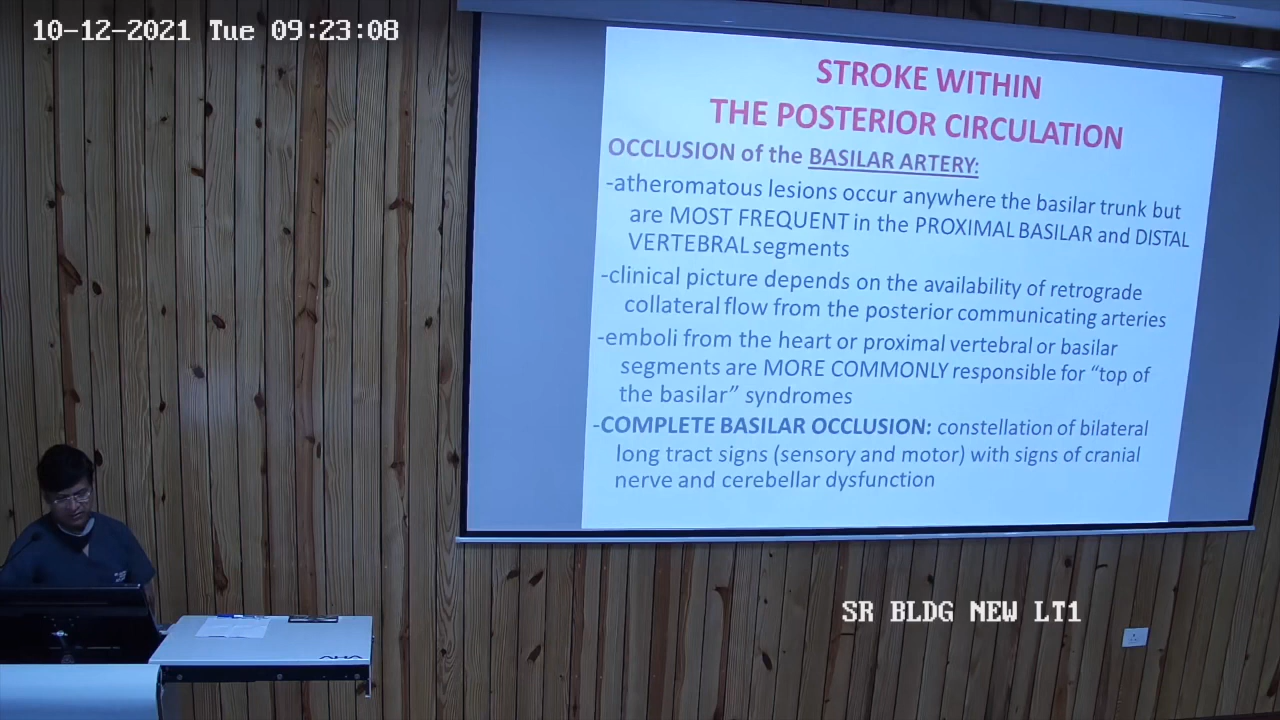 10-12-2021 Tue 09:23:08
STROKE WITHIN
THE POSTERIOR CIRCULATION
OCCLUSION of the BASILAR ARTERY:
-atheromatous lesions occur anywhere the basilar trunk but
are MOST FREQUENT in the PROXIMAL BASILAR and DISTAL
VERTEBRAL segments
-clinical picture depends on the availability of retrograde
collateral flow from the posterior communicating arteries
-emboli from the heart or proximal vertebral or basilar
segments are MORE COMMONLY responsible for “top of
the basilar” syndromes
-COMPLETE BASILAR OCCLUSION: constellation of bilateral
long tract signs (sensory and motor) with signs of cranial
nerve and cerebellar dysfunction
SR BLDG NEW LT1
AHA